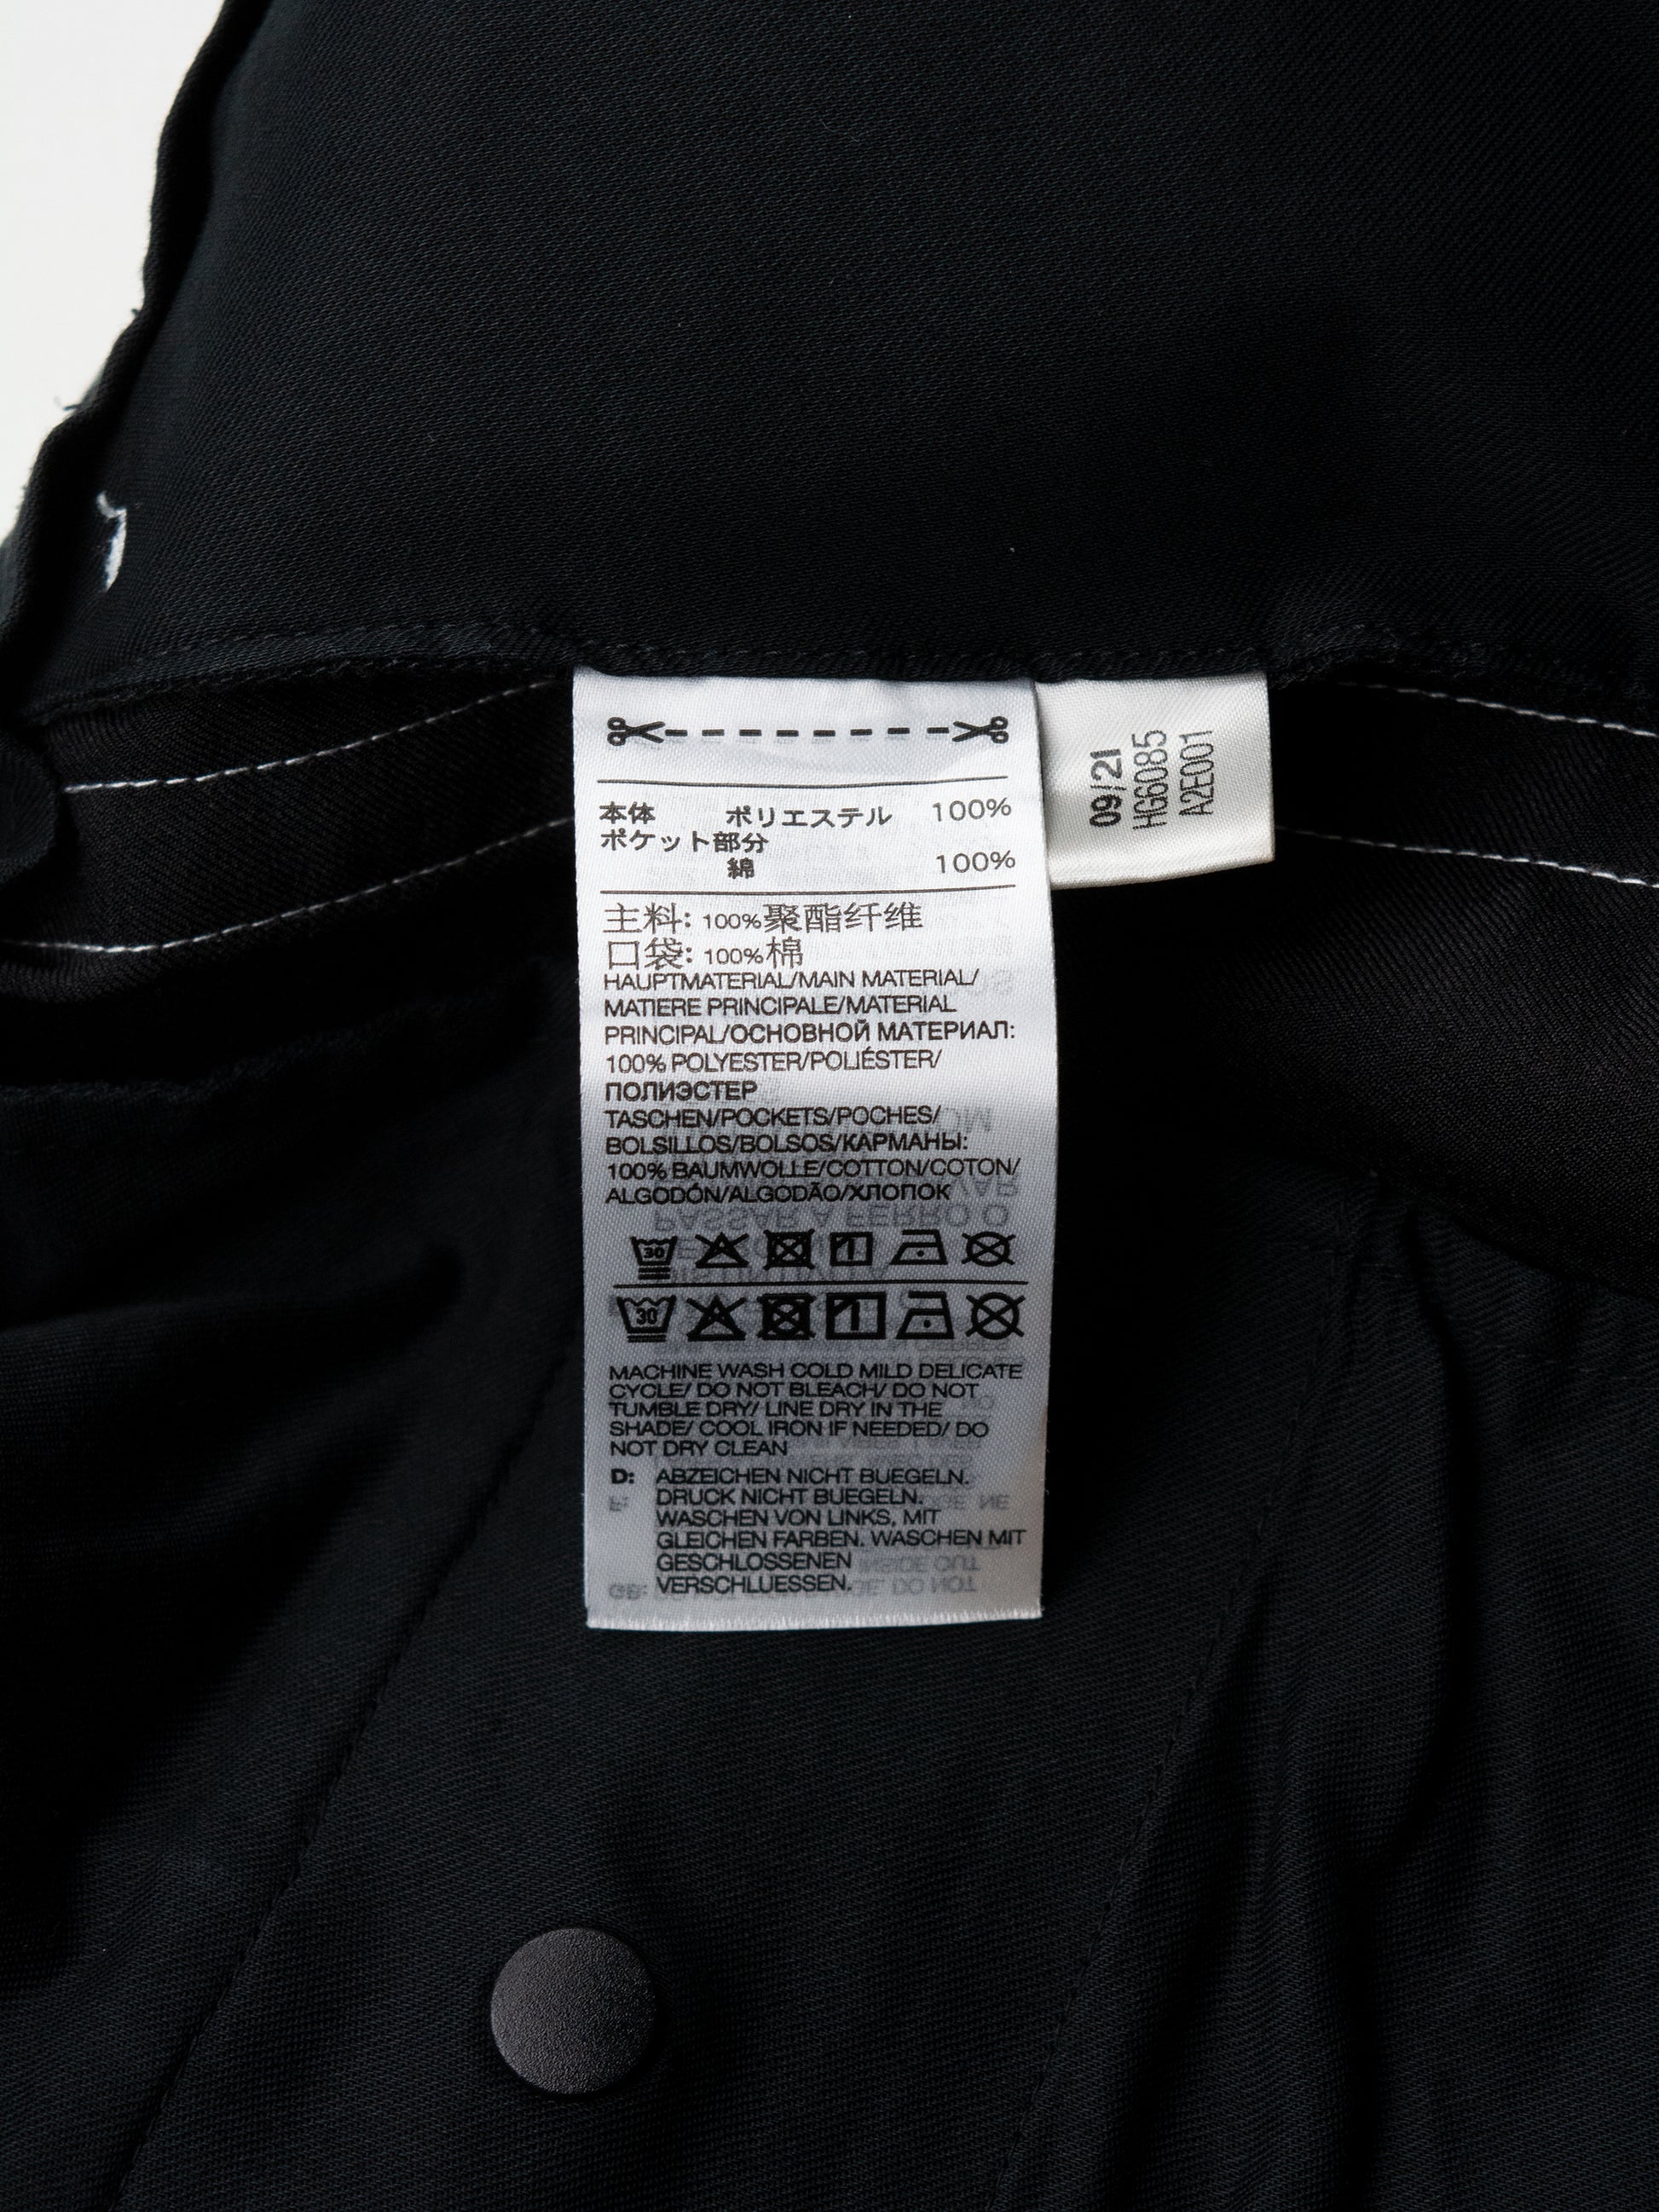 本体 ポリエステル 100%
ポケット部分
綿 100%
主料: 100%聚酯纤维
口袋: 100%棉
HAUPTMATERIAL/MAIN MATERIAL/
MATIERE PRINCIPALE/MATERIAL
PRINCIPAL/ОСНОВНОЙ МАТЕРИАЛ:
100% POLYESTER/POLIÉSTER/
ПОЛИЭСТЕР
TASCHEN/POCKETS/POCHES/
BOLSILLOS/BOLSOS/КАРМАНЫ:
100% BAUMWOLLE/COTTON/COTON/
ALGODÓN/ALGODÃO/ХЛОПОК
30
30
MACHINE WASH COLD MILD DELICATE
CYCLE/ DO NOT BLEACH/ DO NOT
TUMBLE DRY/ LINE DRY IN THE
SHADE/ COOL IRON IF NEEDED/ DO
NOT DRY CLEAN
D: ABZEICHEN NICHT BUEGELN.
DRUCK NICHT BUEGELN.
WASCHEN VON LINKS, MIT
GLEICHEN FARBEN. WASCHEN MIT
GESCHLOSSENEN
VERSCHLUESSEN.
09/21
HG6085
A2E001